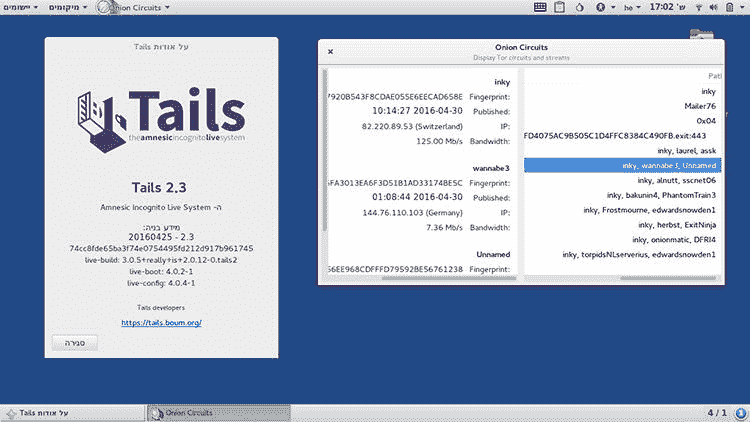 יישומים
מיקומים
Onion Circuits
he
ש' 17:02
על אודות Tails
Tails
theamnesicincognitolivesystem
Tails 2.3
ה- Amnesic Incognito Live System
מידע בניה:
2.3 - 20160425
74cc8fde65ba3f74e0754495fd212d917b961745
live-build: 3.0.5+really+is+2.0.12-0.tails2
live-boot: 4.0.2-1
live-config: 4.0.4-1
Tails developers
https://tails.boum.org/
סגירה
Onion Circuits
Display Tor circuits and streams
inky
7920B543F8CDAE055E6EECAD658E Fingerprint:
10:14:27 2016-04-30 Published:
82.220.89.53 (Switzerland) IP:
125.00 Mb/s Bandwidth:
wannabe3
FA3013EA6F3D51B1AD33174BE5C Fingerprint:
01:08:44 2016-04-30 Published:
144.76.110.103 (Germany) IP:
7.36 Mb/s Bandwidth:
Unnamed
6EE968CDFFFD79592BE56761238 Fingerprint:
Path
inky
Mailer76
0x04
FD4075AC9B505C1D4FFC8384C490FB.exit:443
inky, laurel, assk
inky, wannabe3, Unnamed
inky, alnutt, sscnet06
inky, bakunin4, PhantomTrain3
inky, Frostmourne, edwardsnowden1
inky, herbst, ExitNinja
inky, onionmatic, DFRI4
inky, torpidsNLserverius, edwardsnowden1
על אודות Tails
Onion Circuits
4 / 1
1